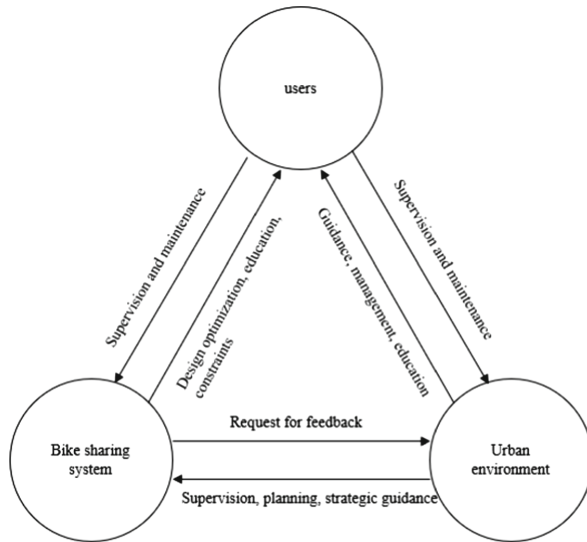 users
Supervision and maintenance
Design optimization, education,
constraints
Guidance, management, education
Supervision and maintenance
Bike sharing
system
Request for feedback
Urban
environment
Supervision, planning, strategic guidance